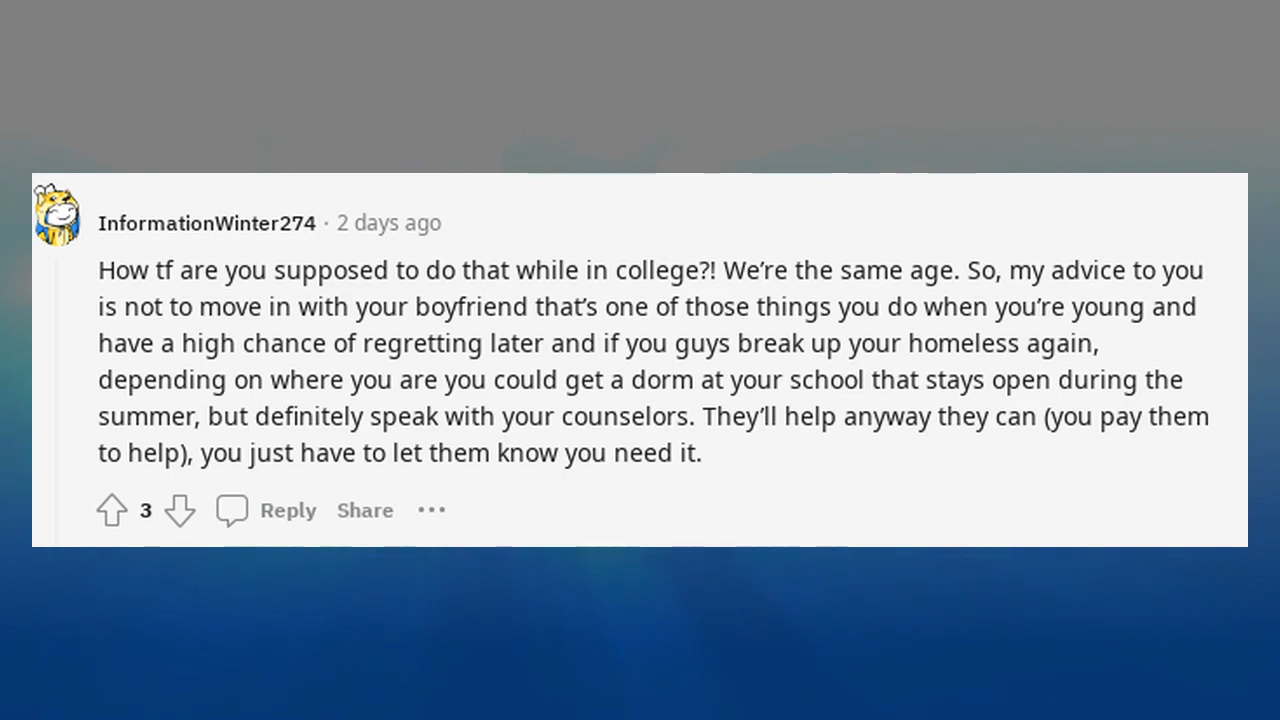 InformationWinter274 · 2 days ago
How tf are you supposed to do that while in college?! We’re the same age. So, my advice to you
is not to move in with your boyfriend that’s one of those things you do when you’re young and
have a high chance of regretting later and if you guys break up your homeless again,
depending on where you are you could get a dorm at your school that stays open during the
summer, but definitely speak with your counselors. They’ll help anyway they can (you pay them
to help), you just have to let them know you need it.
3 Reply Share